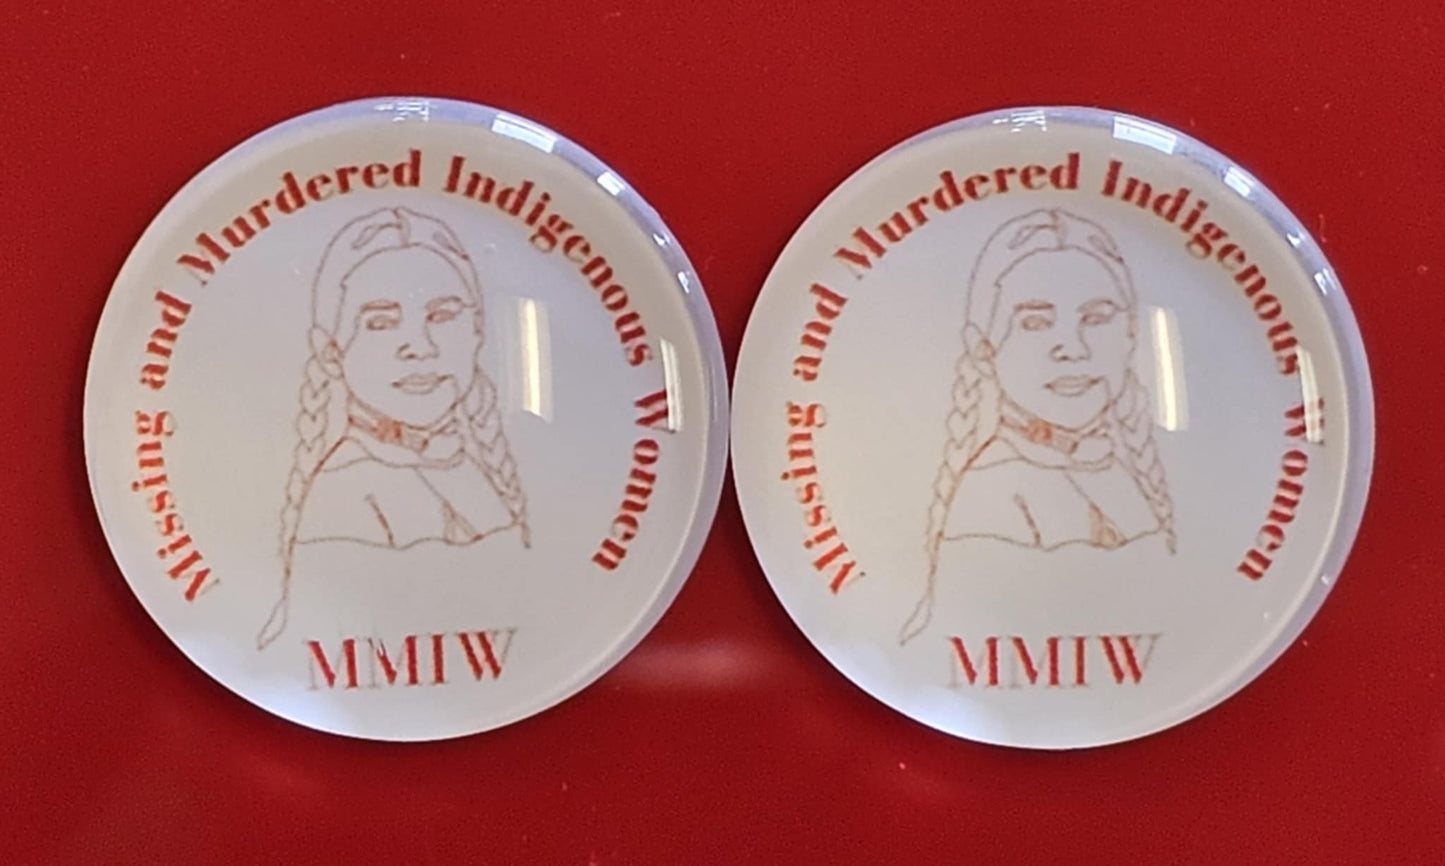 Missing and Murdered Indigenous Women
MMIW
Missing and Murdered Indigenous Women
MMIW